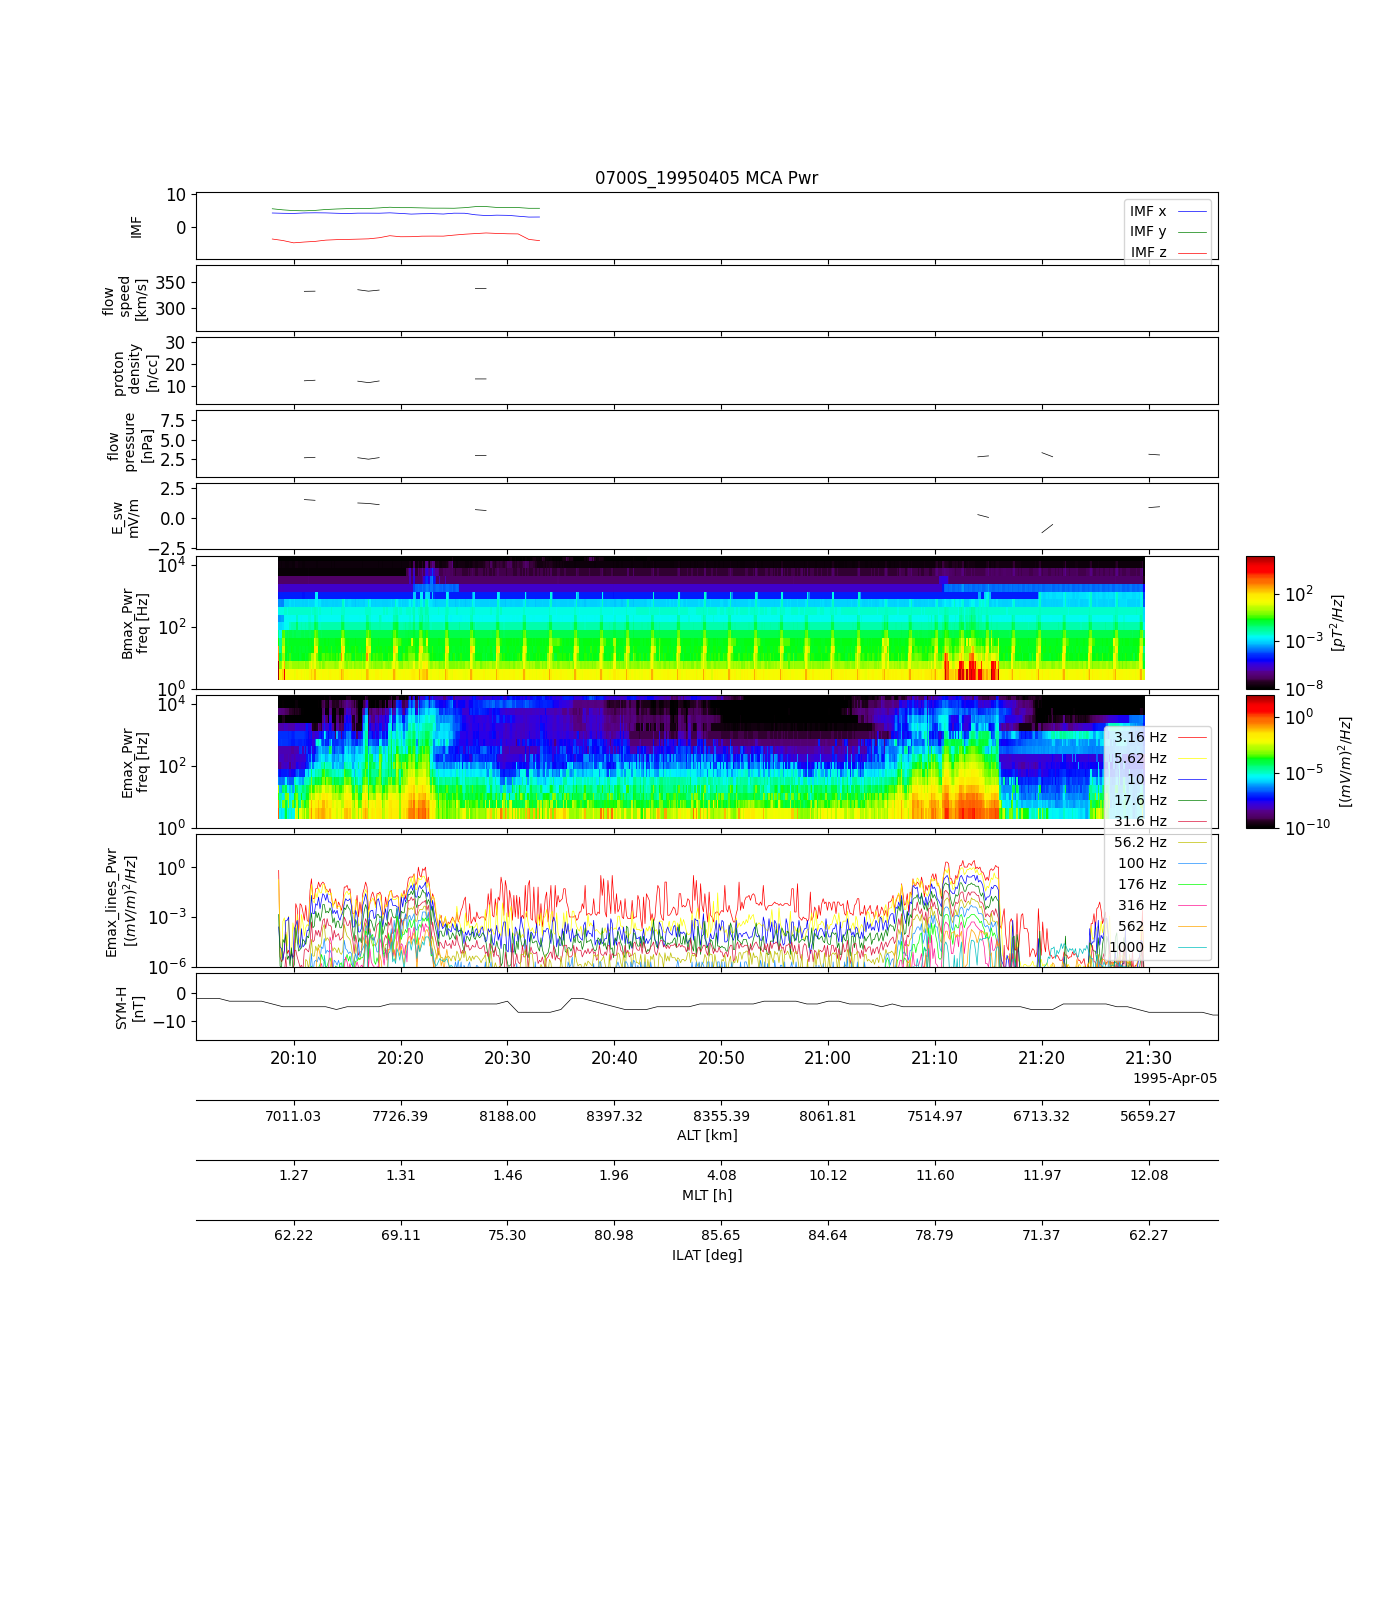 0700S_19950405 MCA Pwr
10
0
IMF
IMF x
IMF y
IMF z
350
300
flow
speed
[km/s]
30
20
10
proton
density
[n/cc]
7.5
5.0
2.5
flow
pressure
[nPa]
2.5
0.0
−2.5
E_sw
mV/m
10^4
10^2
10^0
Bmax_Pwr
freq [Hz]
10^2
10^−3
10^−8
[pT^2/Hz]
10^4
10^2
10^0
Emax_Pwr
freq [Hz]
10^0
10^−5
10^−10
[(mV/m)^2/Hz]
3.16 Hz
5.62 Hz
10 Hz
17.6 Hz
31.6 Hz
56.2 Hz
100 Hz
176 Hz
316 Hz
562 Hz
1000 Hz
10^0
10^−3
10^−6
Emax_lines_Pwr
[(mV/m)^2/Hz]
0
−10
SYM-H
[nT]
20:10 20:20 20:30 20:40 20:50 21:00 21:10 21:20 21:30
1995-Apr-05
7011.03 7726.39 8188.00 8397.32 8355.39 8061.81 7514.97 6713.32 5659.27
ALT [km]
1.27 1.31 1.46 1.96 4.08 10.12 11.60 11.97 12.08
MLT [h]
62.22 69.11 75.30 80.98 85.65 84.64 78.79 71.37 62.27
ILAT [deg]